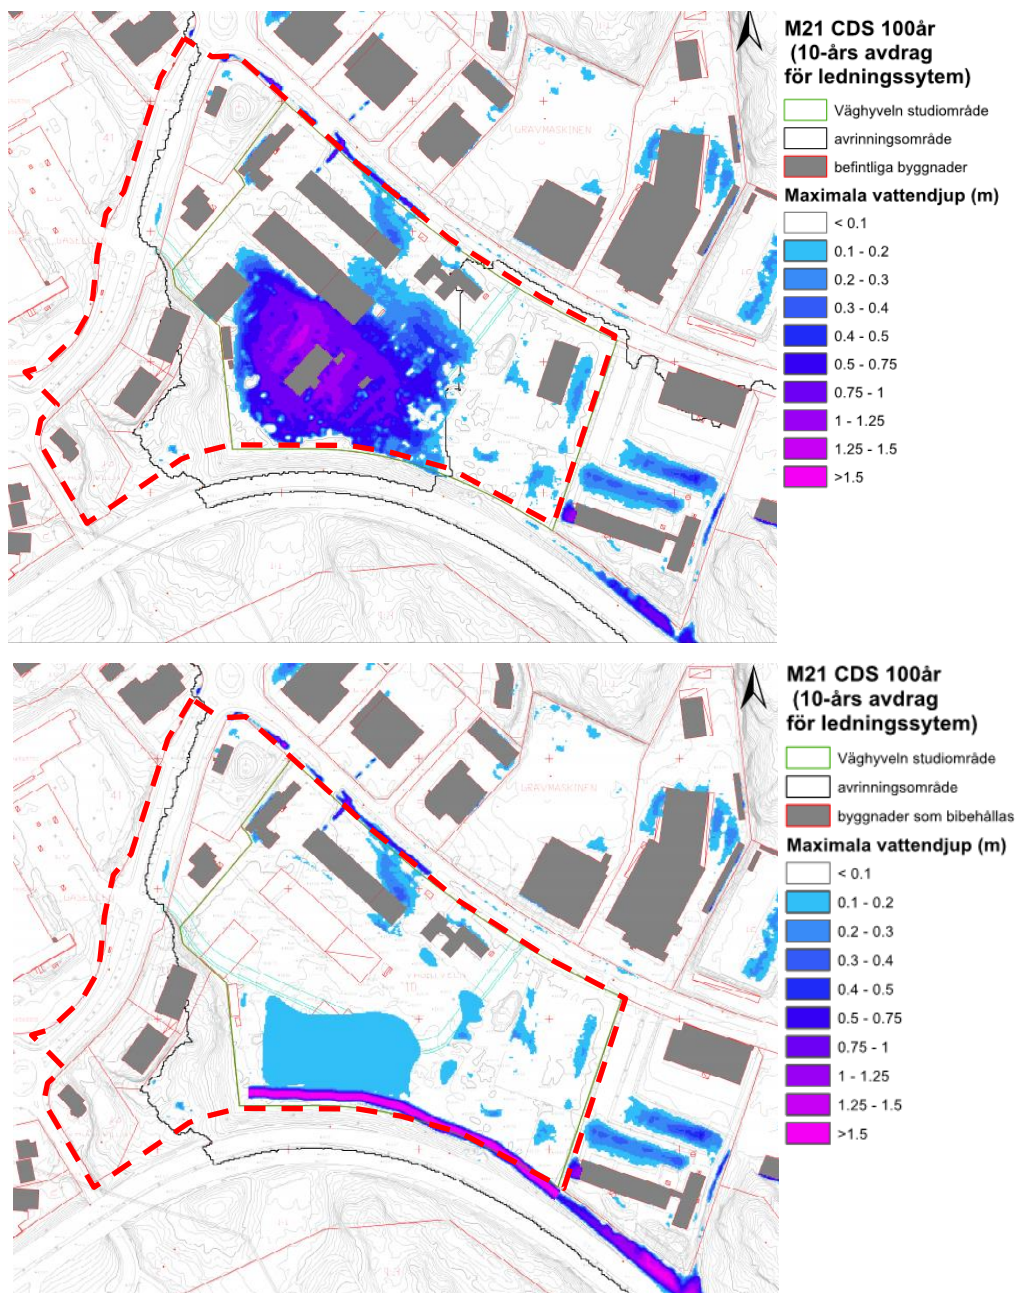 M21 CDS 100år
(10-års avdrag
för ledningssytem)
Väghyveln studiområde
avrinningsområde
befintliga byggnader
Maximala vattendjup (m)
< 0.1
0.1 - 0.2
0.2 - 0.3
0.3 - 0.4
0.4 - 0.5
0.5 - 0.75
0.75 - 1
1 - 1.25
1.25 - 1.5
>1.5
GRAVMASKINEN
41
M21 CDS 100år
(10-års avdrag
för ledningssytem)
Väghyveln studiområde
avrinningsområde
byggnader som bibehållas
Maximala vattendjup (m)
< 0.1
0.1 - 0.2
0.2 - 0.3
0.3 - 0.4
0.4 - 0.5
0.5 - 0.75
0.75 - 1
1 - 1.25
1.25 - 1.5
>1.5
GRAVMASKINEN
41
10